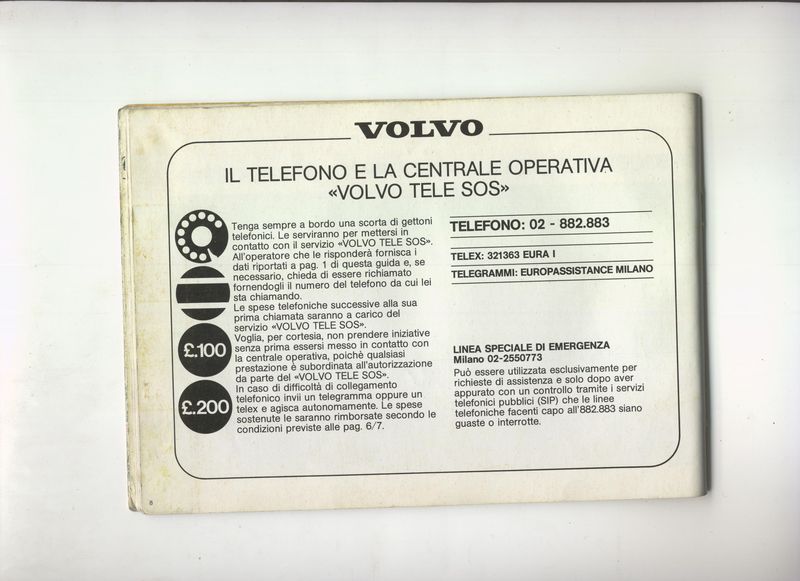 VOLVO
IL TELEFONO E LA CENTRALE OPERATIVA
«VOLVO TELE SOS»
Tenga sempre a bordo una scorta di gettoni
telefonici. Le serviranno per mettersi in
contatto con il servizio «VOLVO TELE SOS».
All'operatore che le risponderà fornisca i
dati riportati a pag. 1 di questa guida e, se
necessario, chieda di essere richiamato
fornendogli il numero del telefono da cui lei
sta chiamando.
Le spese telefoniche successive alla sua
prima chiamata saranno a carico del
servizio «VOLVO TELE SOS».
Voglia, per cortesia, non prendere iniziative
senza prima essersi messo in contatto con
la centrale operativa, poichè qualsiasi
prestazione è subordinata all'autorizzazione
da parte del «VOLVO TELE SOS».
In caso di difficoltà di collegamento
telefonico invii un telegramma oppure un
telex e agisca autonomamente. Le spese
sostenute le saranno rimborsate secondo le
condizioni previste alle pag. 6/7.
£.100
£.200
TELEFONO: 02 - 882.883
TELEX: 321363 EURA I
TELEGRAMMI: EUROPASSISTANCE MILANO
LINEA SPECIALE DI EMERGENZA
Milano 02-2550773
Può essere utilizzata esclusivamente per
richieste di assistenza e solo dopo aver
appurato con un controllo tramite i servizi
telefonici pubblici (SIP) che le linee
telefoniche facenti capo all'882.883 siano
guaste o interrotte.
8